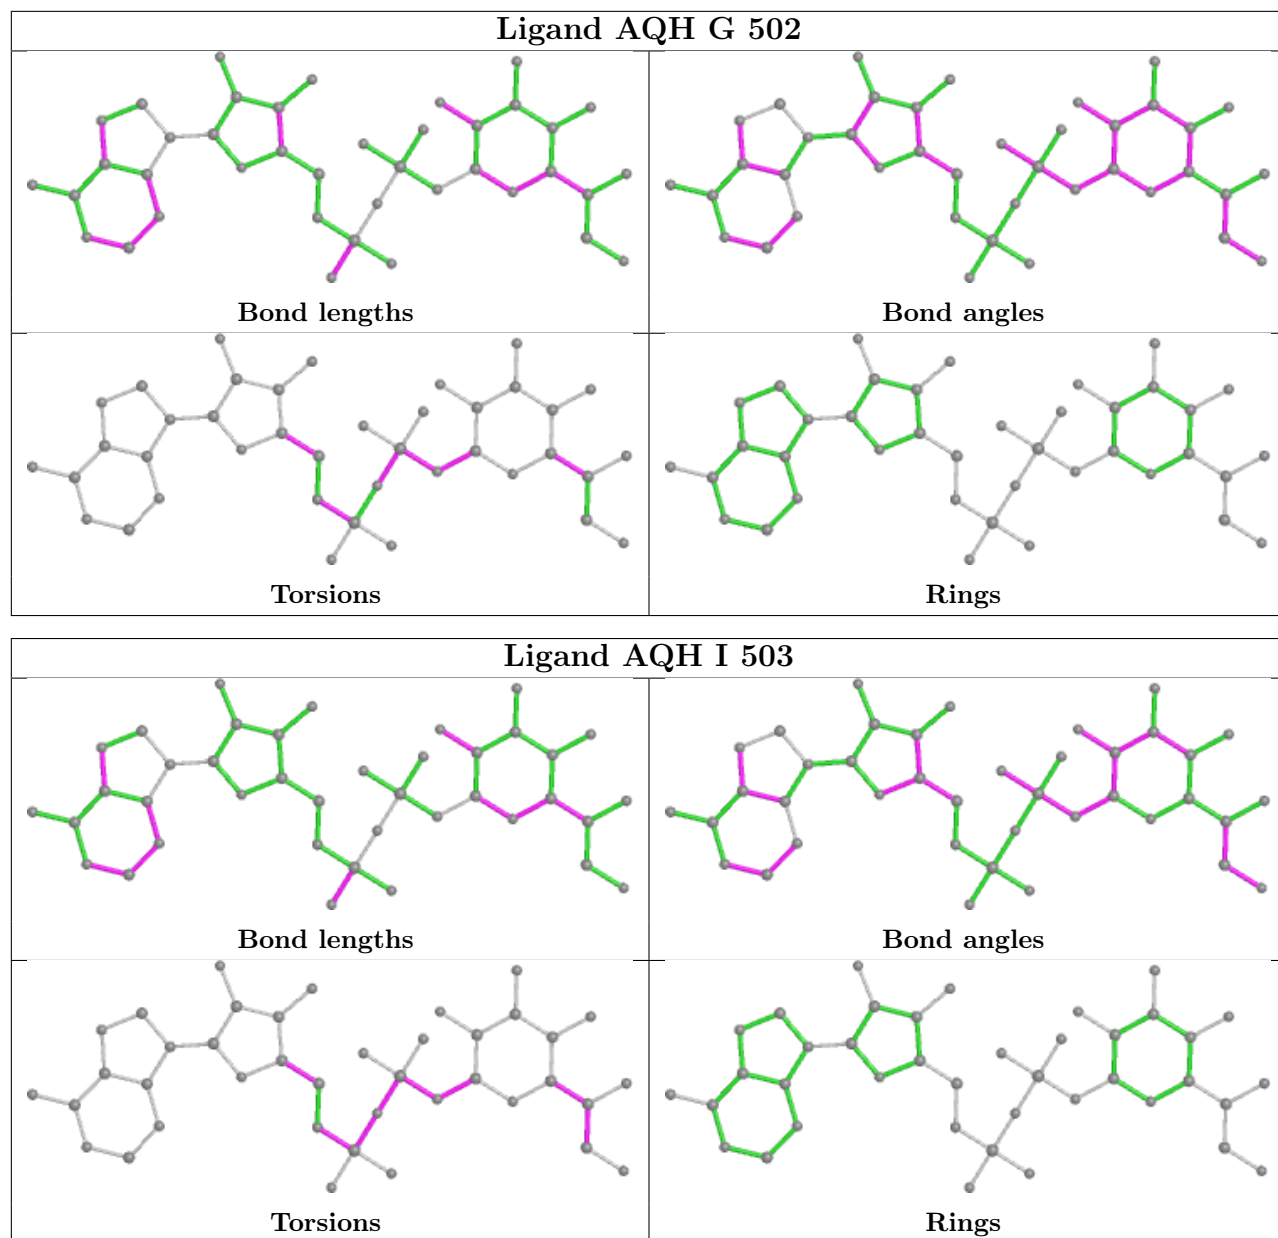 Ligand AQH G 502
Bond lengths
Bond angles
Torsions
Rings
Ligand AQH I 503
Bond lengths
Bond angles
Torsions
Rings